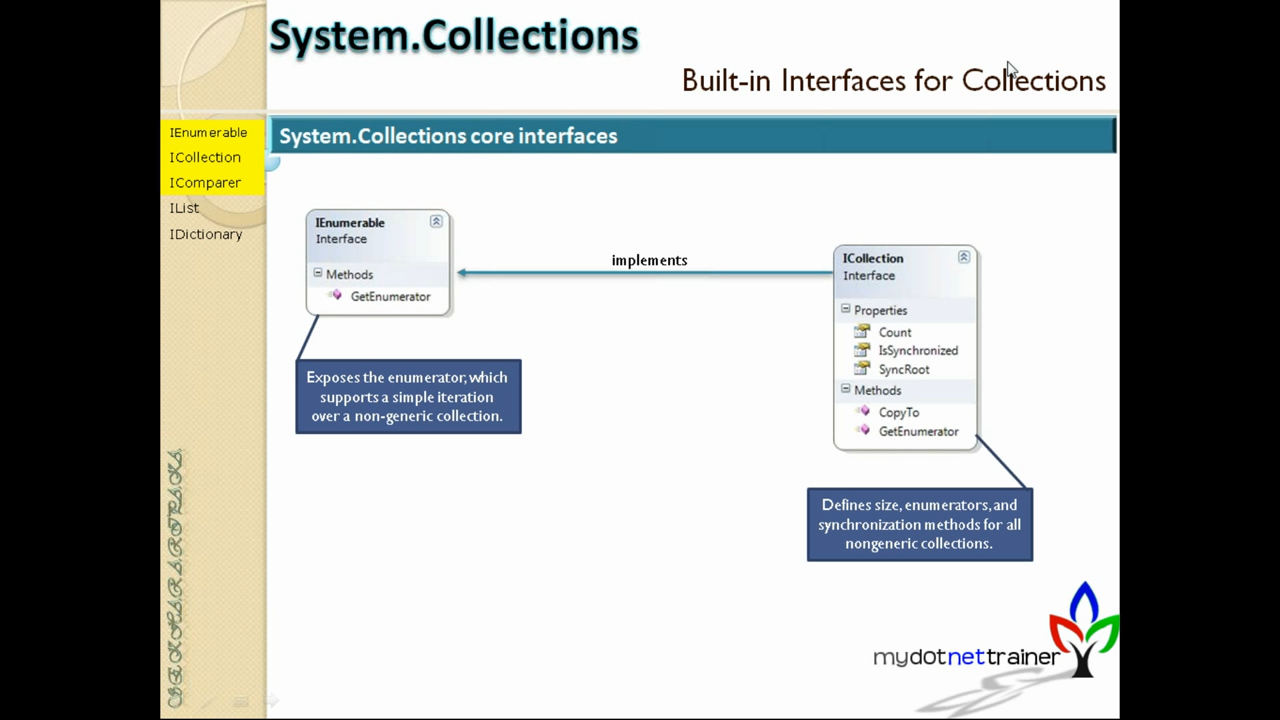 System.Collections
Built-in Interfaces for Collections
System.Collections core interfaces
IEnumerable
ICollection
IComparer
IList
IDictionary
IEnumerable
Interface
Methods
GetEnumerator
implements
ICollection
Interface
Properties
Count
IsSynchronized
SyncRoot
Methods
CopyTo
GetEnumerator
Exposes the enumerator, which
supports a simple iteration
over a non-generic collection.
Defines size, enumerators, and
synchronization methods for all
nongeneric collections.
mydotnettrainer